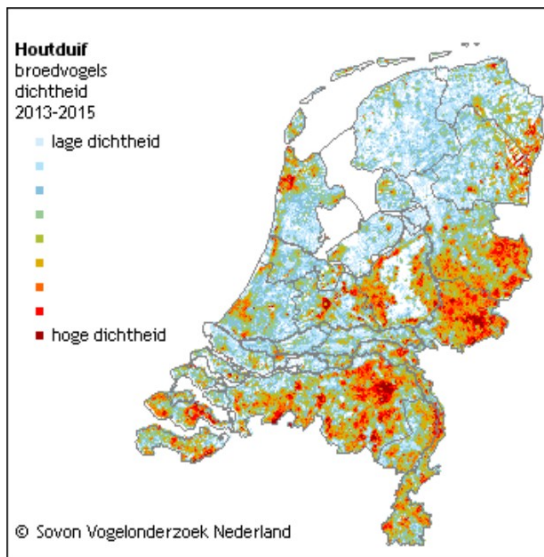 Houtduif
broedvogels
dichtheid
2013-2015
lage dichtheid
hoge dichtheid
© Sovon Vogelonderzoek Nederland